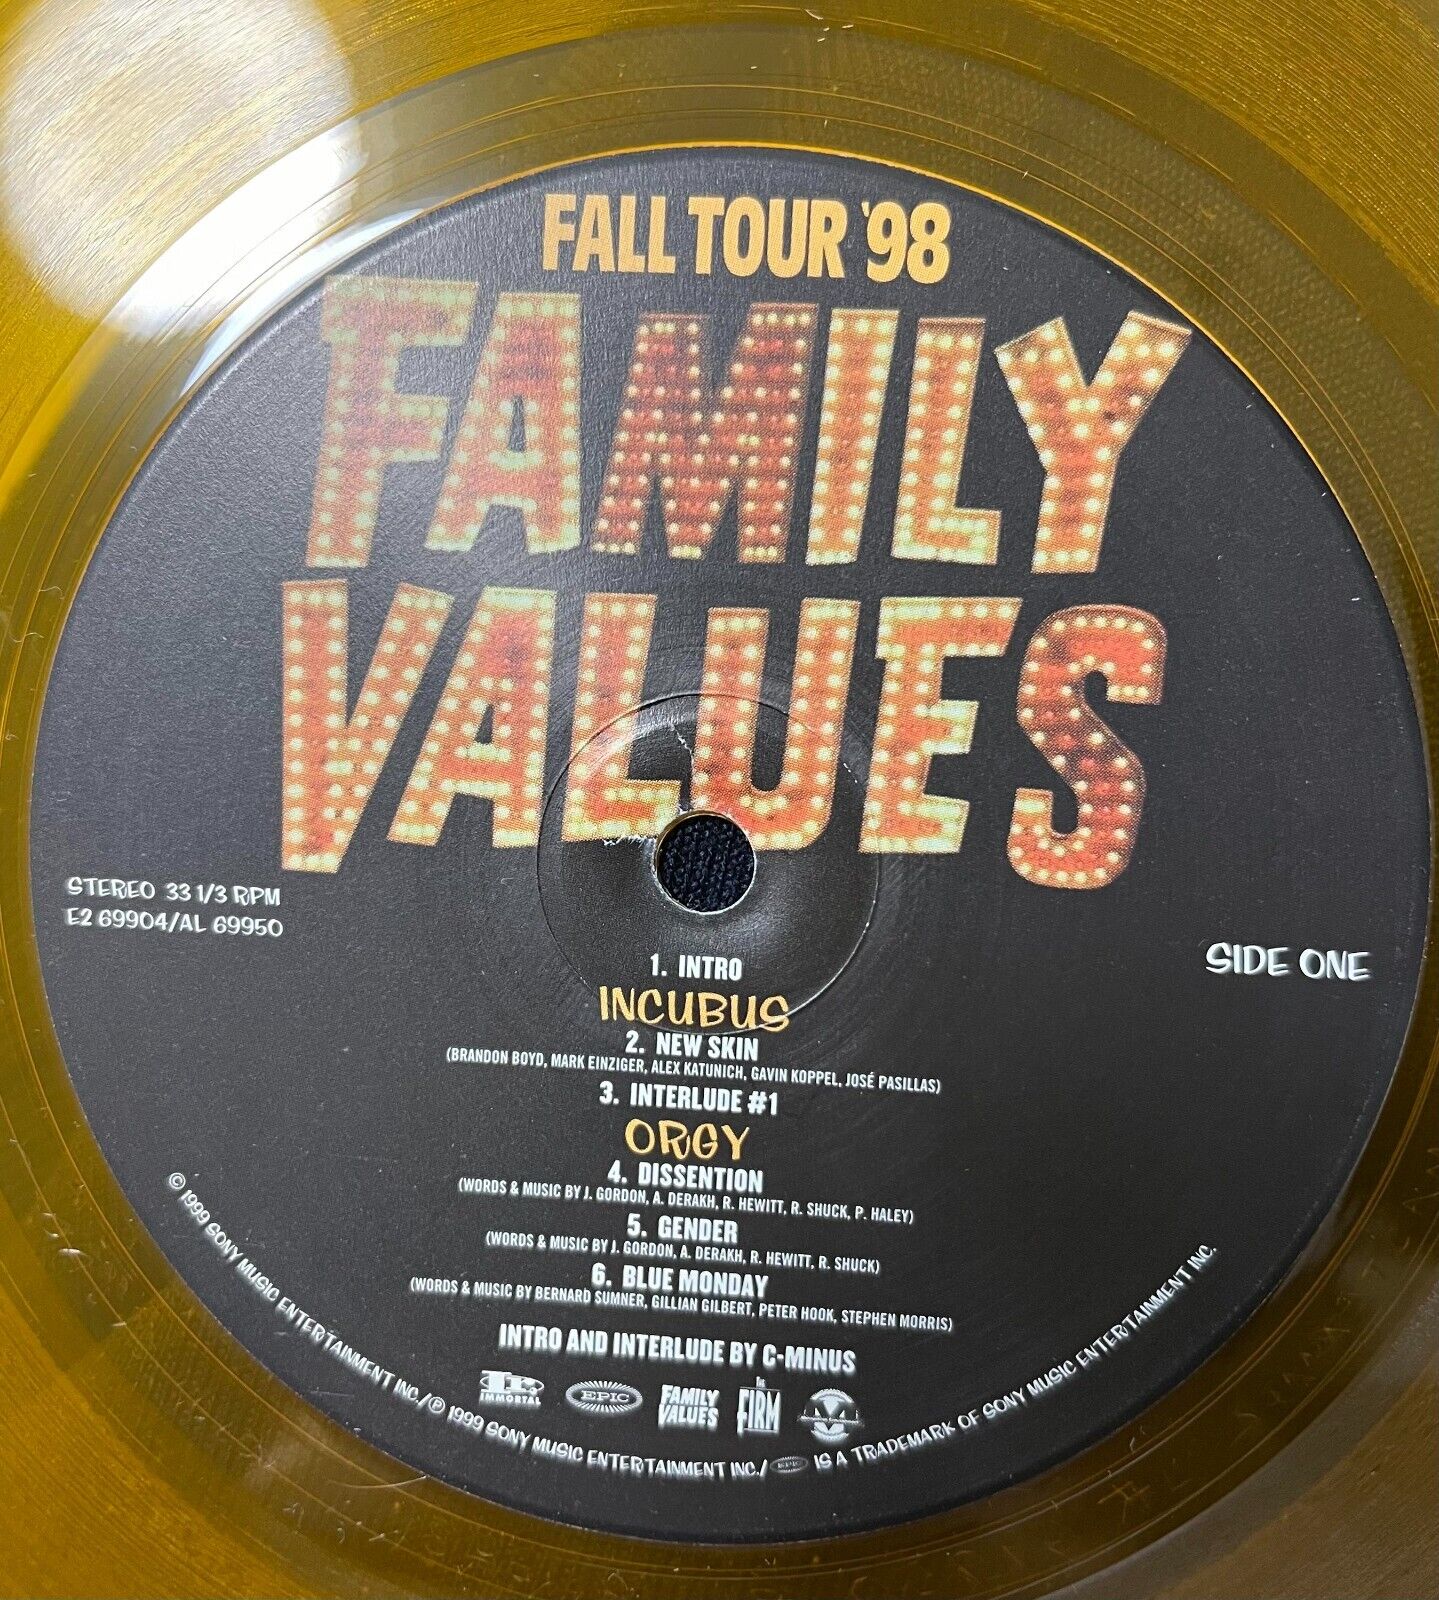 FALL TOUR '98
FAMILY
VALUES
STEREO 33 1/3 RPM
E2 69904/AL 69950
SIDE ONE
1. INTRO
INCUBUS
2. NEW SKIN
(BRANDON BOYD, MARK EINZIGER, ALEX KATUNICH, GAVIN KOPPEL, JOSÉ PASILLAS)
3. INTERLUDE #1
ORGY
4. DISSENTION
(WORDS & MUSIC BY J. GORDON, A. DERAKH, R. HEWITT, R. SHUCK, P. HALEY)
5. GENDER
(WORDS & MUSIC BY J. GORDON, A. DERAKH, R. HEWITT, R. SHUCK)
6. BLUE MONDAY
(WORDS & MUSIC BY BERNARD SUMNER, GILLIAN GILBERT, PETER HOOK, STEPHEN MORRIS)
INTRO AND INTERLUDE BY C-MINUS
IMMORTAL
EPIC
FAMILY
VALUES
THE
FIRM
© 1999 SONY MUSIC ENTERTAINMENT INC./℗ 1999 SONY MUSIC ENTERTAINMENT INC./ EPIC IS A TRADEMARK OF SONY MUSIC ENTERTAINMENT INC.